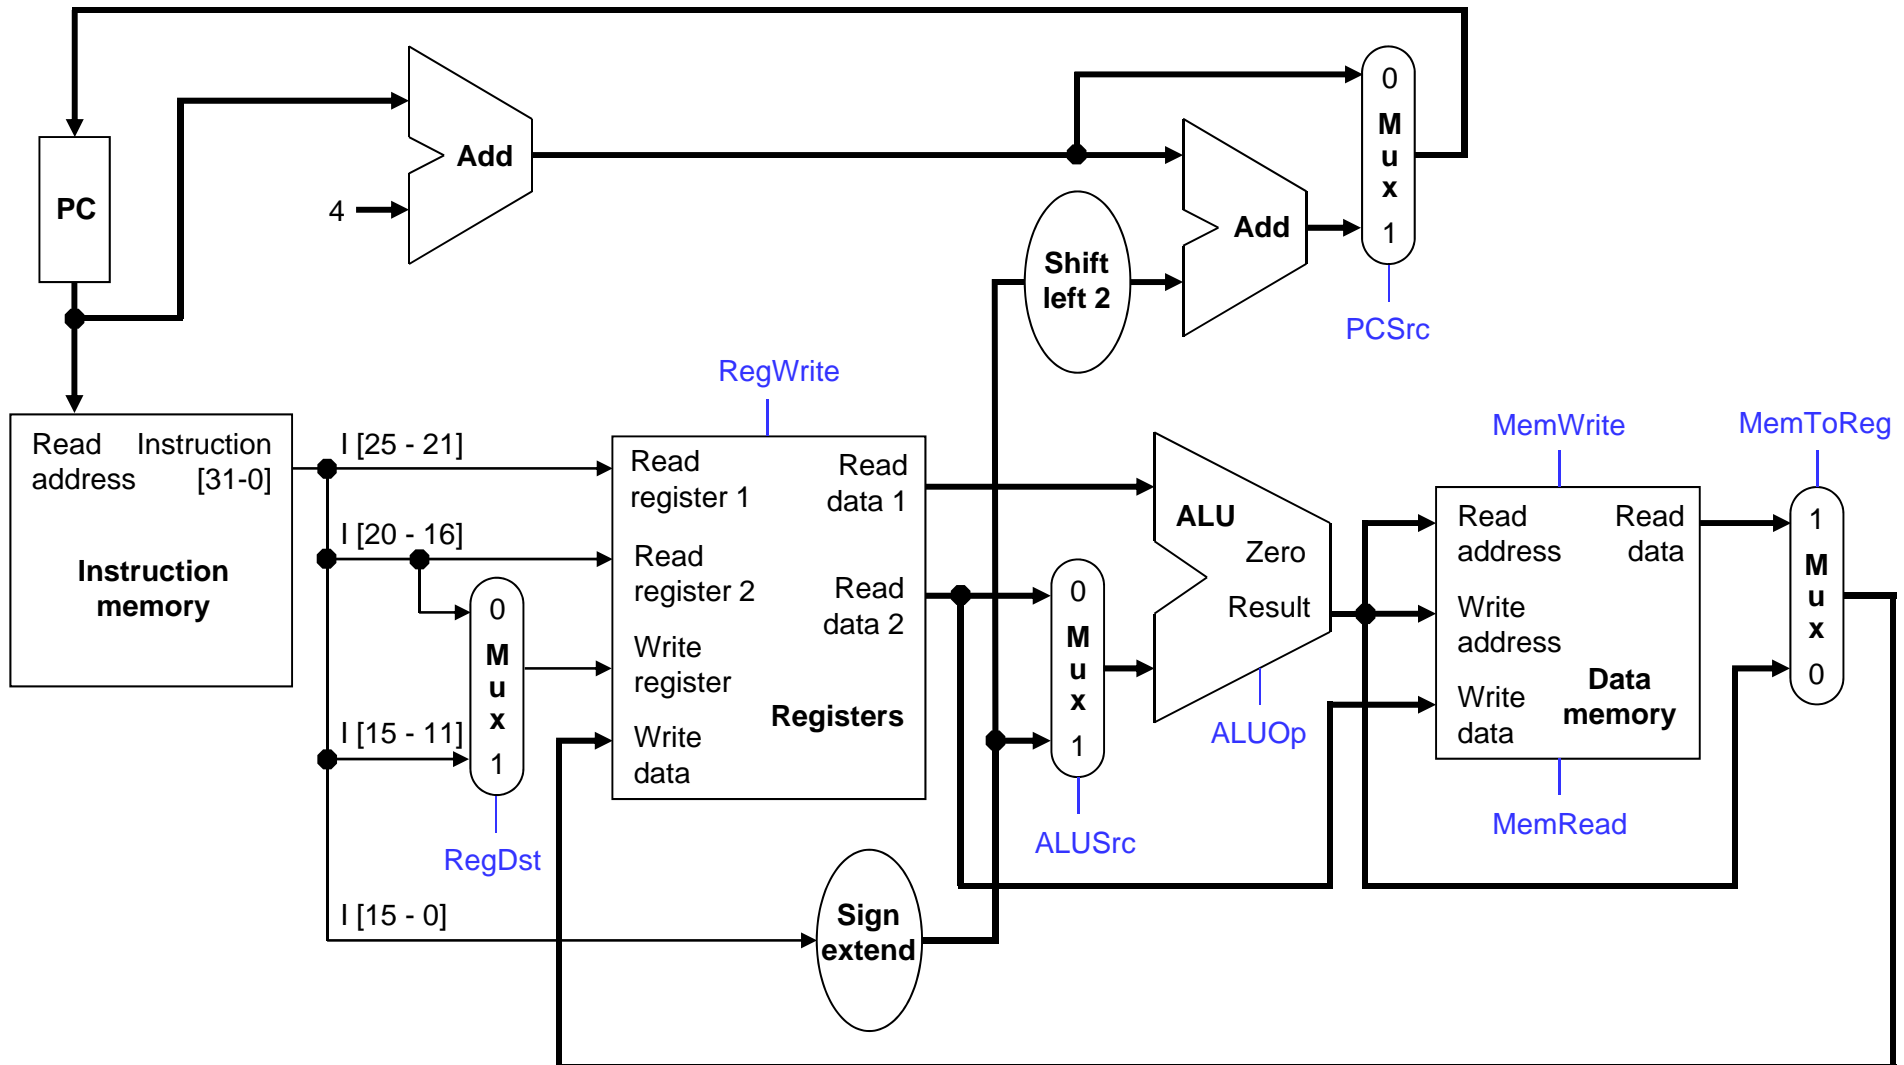 0
M
u
x
1
PCSrc
Add
4
PC
Add
Shift
left 2
RegWrite
MemWrite
MemToReg
Read
address
Instruction
[31-0]
Instruction
memory
I [25 - 21]
I [20 - 16]
I [15 - 11]
I [15 - 0]
0
M
u
x
1
RegDst
Read
register 1
Read
register 2
Write
register
Write
data
Read
data 1
Read
data 2
Registers
Sign
extend
0
M
u
x
1
ALUSrc
ALU
Zero
Result
ALUOp
Read
address
Write
address
Write
data
Read
data
Data
memory
MemRead
1
M
u
x
0